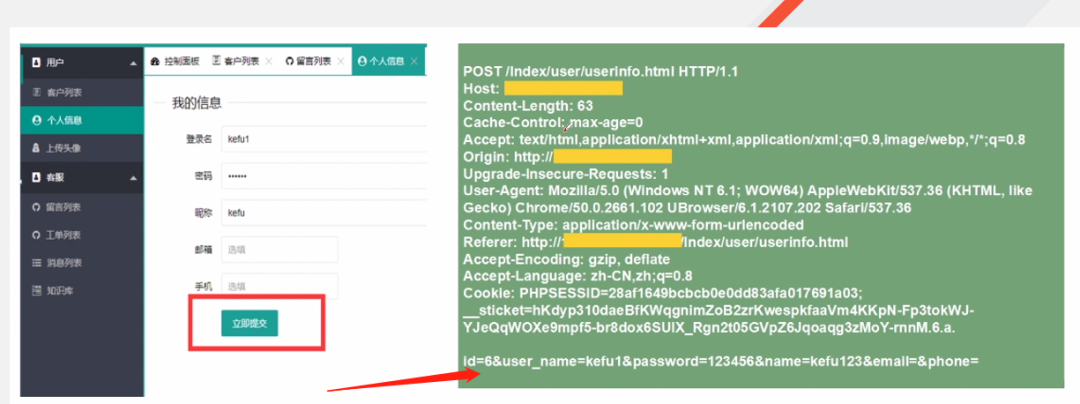 用户
客户列表
个人信息
上传头像
客服
留言列表
工单列表
消息列表
知识库
控制面板 客户列表 留言列表 个人信息
我的信息
登录名 kefu1
密码 ••••••
昵称 kefu
邮箱 选填
手机 选填
立即提交
POST /Index/user/userinfo.html HTTP/1.1
Host:
Content-Length: 63
Cache-Control: max-age=0
Accept: text/html,application/xhtml+xml,application/xml;q=0.9,image/webp,*/*;q=0.8
Origin: http://
Upgrade-Insecure-Requests: 1
User-Agent: Mozilla/5.0 (Windows NT 6.1; WOW64) AppleWebKit/537.36 (KHTML, like
Gecko) Chrome/50.0.2661.102 UBrowser/6.1.2107.202 Safari/537.36
Content-Type: application/x-www-form-urlencoded
Referer: http:// /Index/user/userinfo.html
Accept-Encoding: gzip, deflate
Accept-Language: zh-CN,zh;q=0.8
Cookie: PHPSESSID=28af1649bcbcb0e0dd83afa017691a03;
__sticket=hKdyp310daeBfKWqgnimZoB2zrKwespkfaaVm4KKpN-Fp3tokWJ-
YJeQqWOXe9mpf5-br8dox6SUIX_Rgn2t05GVpZ6Jqoaqg3zMoY-rnnM.6.a.
id=6&user_name=kefu1&password=123456&name=kefu123&email=&phone=